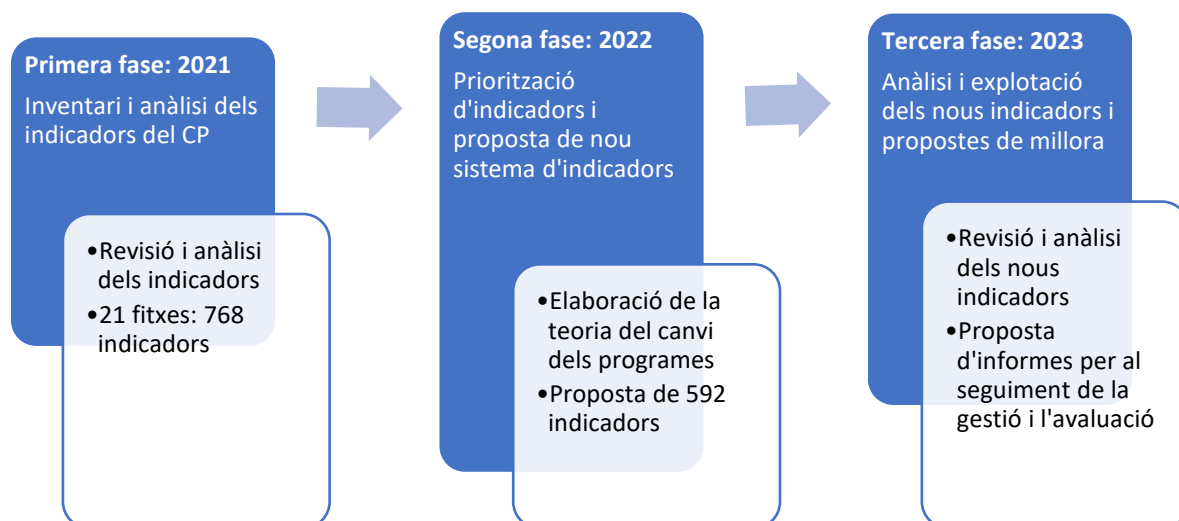 Primera fase: 2021
Inventari i anàlisi dels
indicadors del CP
•Revisió i anàlisi
dels indicadors
•21 fitxes: 768
indicadors
Segona fase: 2022
Priorització
d'indicadors i
proposta de nou
sistema d'indicadors
•Elaboració de la
teoria del canvi
dels programes
•Proposta de 592
indicadors
Tercera fase: 2023
Anàlisi i explotació
dels nous indicadors i
propostes de millora
•Revisió i anàlisi
dels nous
indicadors
•Proposta
d'informes per al
seguiment de la
gestió i l'avaluació